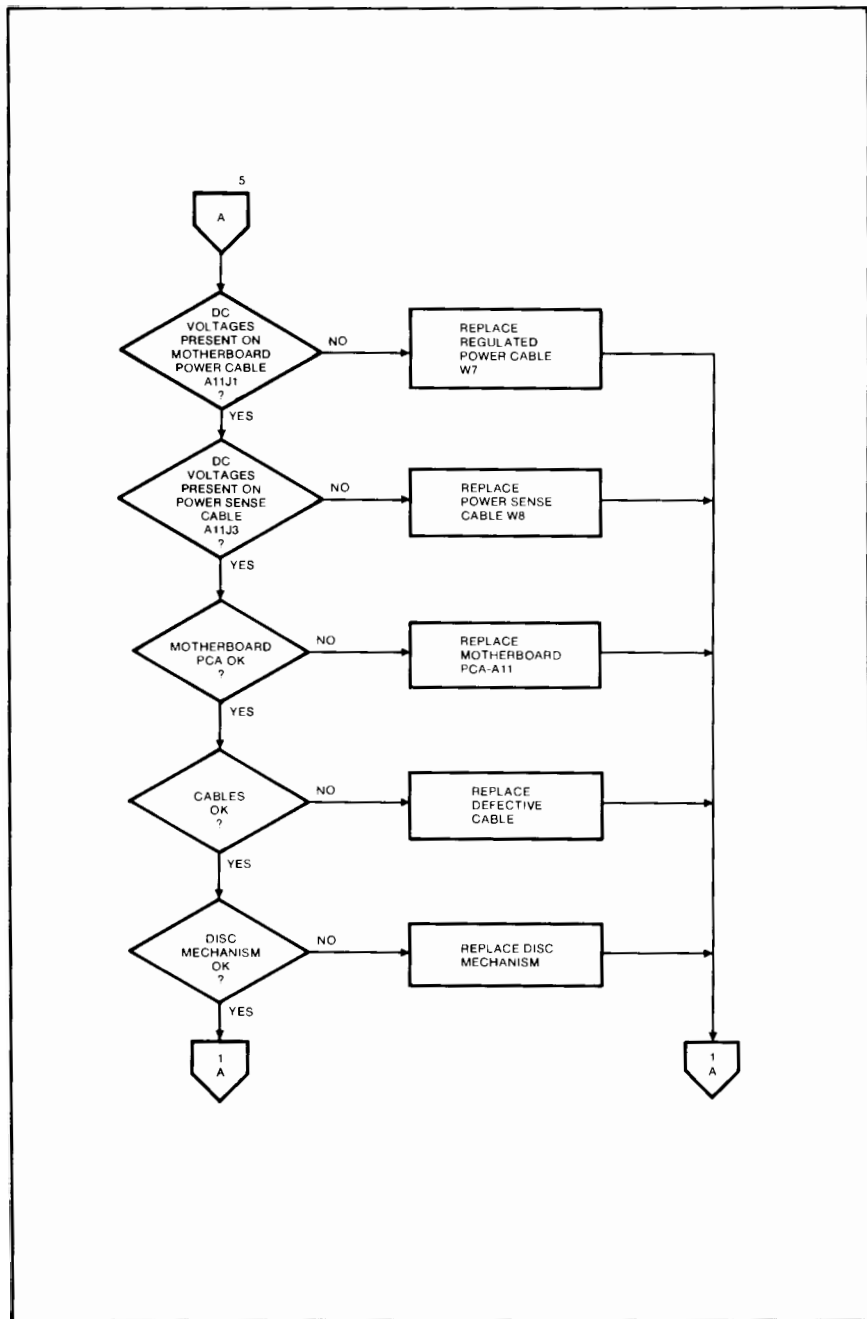 5
A
DC
VOLTAGES
PRESENT ON
MOTHERBOARD
POWER CABLE
A11J1
?
NO
REPLACE
REGULATED
POWER CABLE
W7
YES
DC
VOLTAGES
PRESENT ON
POWER SENSE
CABLE
A11J3
?
NO
REPLACE
POWER SENSE
CABLE W8
YES
MOTHERBOARD
PCA OK
?
NO
REPLACE
MOTHERBOARD
PCA-A11
YES
CABLES
OK
?
NO
REPLACE
DEFECTIVE
CABLE
YES
DISC
MECHANISM
OK
?
NO
REPLACE DISC
MECHANISM
YES
1
A
1
A